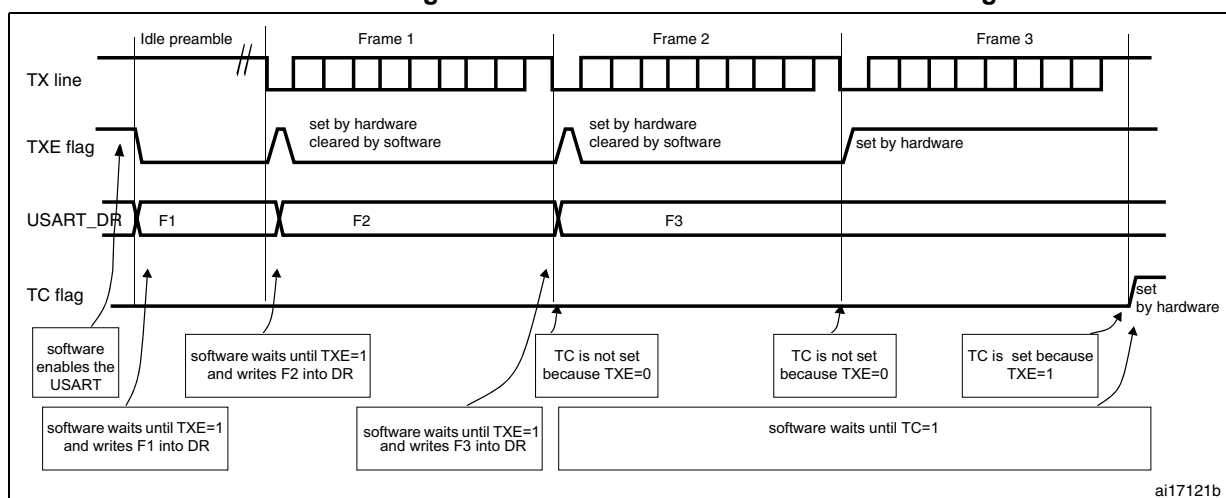 Idle preamble
Frame 1
Frame 2
Frame 3
TX line
TXE flag
set by hardware
cleared by software
set by hardware
cleared by software
set by hardware
USART_DR
F1
F2
F3
TC flag
set
by hardware
software
enables the
USART
software waits until TXE=1
and writes F2 into DR
TC is not set
because TXE=0
TC is not set
because TXE=0
TC is set because
TXE=1
software waits until TXE=1
and writes F1 into DR
software waits until TXE=1
and writes F3 into DR
software waits until TC=1
ai17121b